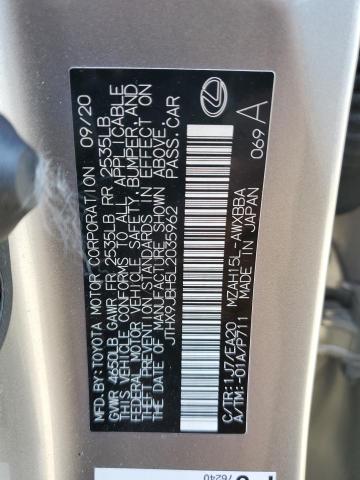 MFD.BY:TOYOTA MOTOR CORPORATION 09/20
GVWR 4650LB GAWR FR 2535LB RR 2535LB
THIS VEHICLE CONFORMS TO ALL APPLICABLE
FEDERAL MOTOR VEHICLE SAFETY, BUMPER, AND
THEFT PREVENTION STANDARDS IN EFFECT ON
THE DATE OF MANUFACTURE SHOWN ABOVE.
JTHX9JBH5L2035962 PASS.CAR
C/TR:1J7/EA20 MZAH15L-AWXBBA
A/TM:-01A/P711 MADE IN JAPAN
069 A
76240